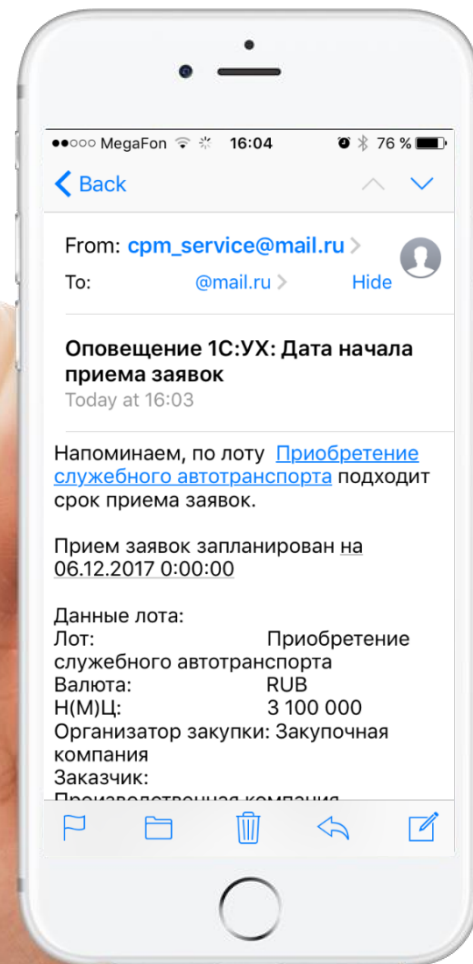 MegaFon 16:04 76 %
Back
From: cpm_service@mail.ru
To: @mail.ru Hide
Оповещение 1С:УХ: Дата начала
приема заявок
Today at 16:03
Напоминаем, по лоту Приобретение
служебного автотранспорта подходит
срок приема заявок.
Прием заявок запланирован на
06.12.2017 0:00:00
Данные лота:
Лот: Приобретение
служебного автотранспорта
Валюта: RUB
Н(М)Ц: 3 100 000
Организатор закупки: Закупочная
компания
Заказчик:
Производственная компания